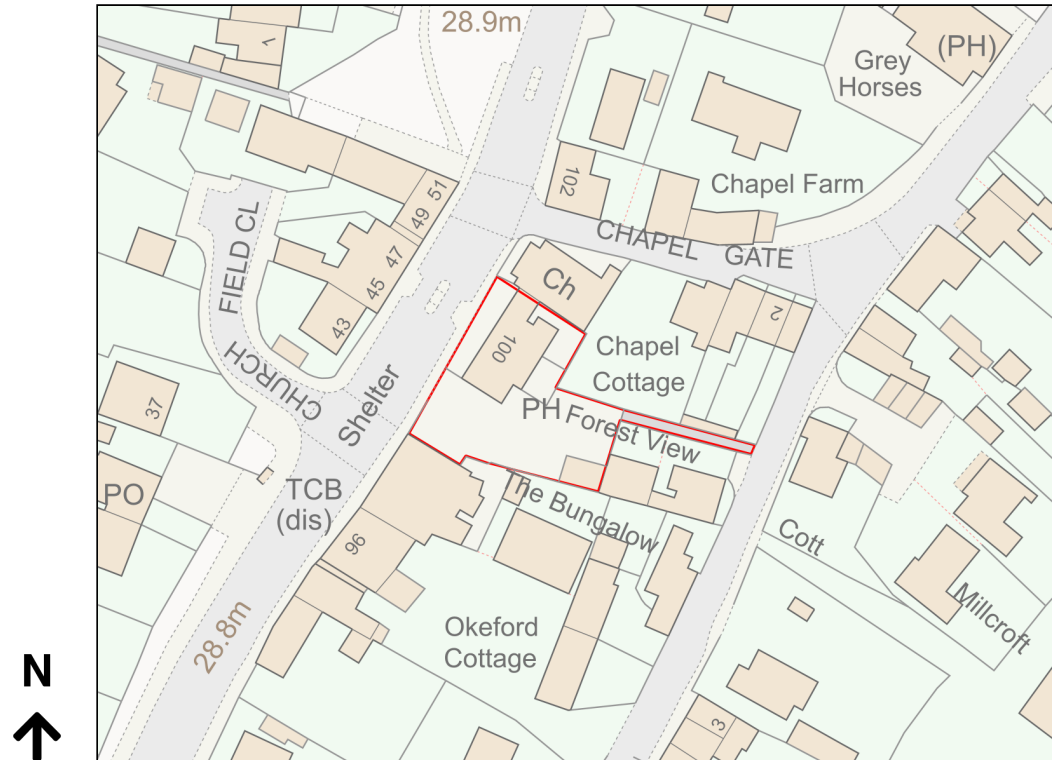 28.9m
(PH)
1
Grey
Horses
51
49
47
45
43
102
Chapel Farm
FIELD CL
CHURCH
CHAPEL GATE
Ch
100
2
Chapel
Cottage
37
Shelter
PH
Forest View
PO
TCB
(dis)
The Bungalow
96
Cott
Okeford
Cottage
Millcroft
28.8m
3
N